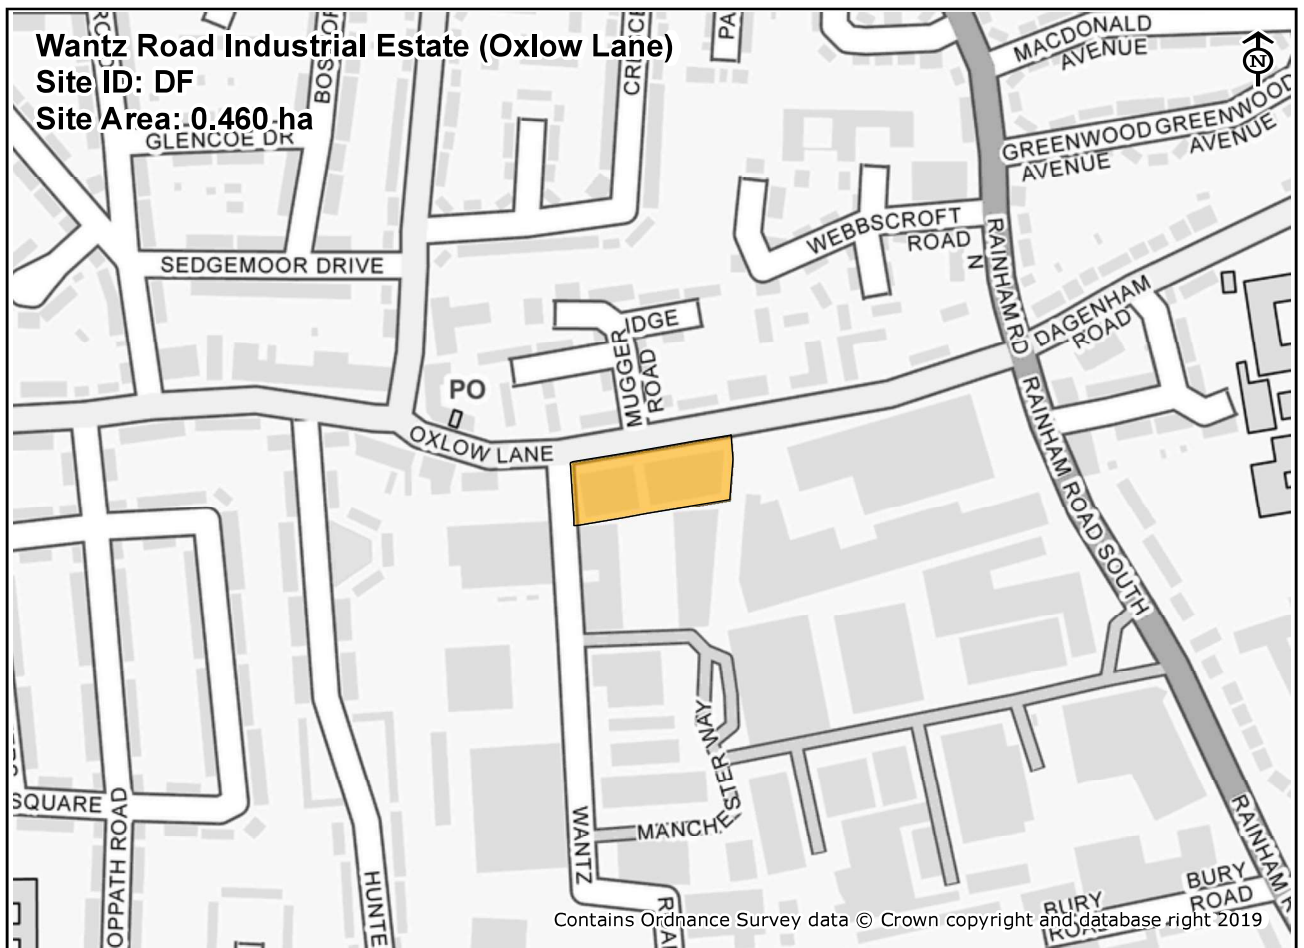 Wantz Road Industrial Estate (Oxlow Lane)
Site ID: DF
Site Area: 0.460 ha
PA
N
MACDONALD
AVENUE
GREENWOOD
AVENUE
GREENWOOD
AVENUE
GLENCOE DR
SEDGEMOOR DRIVE
WEBBSCROFT
ROAD
RAINHAM RD
N
DAGENHAM
ROAD
IDGE
MUGGER
ROAD
PO
OXLOW LANE
RAINHAM ROAD SOUTH
MANCHESTER WAY
WANTZ
SQUARE
OPPATH ROAD
HUNTE
RAINHAM
BURY
ROAD
BURY
ROAD
Contains Ordnance Survey data © Crown copyright and database right 2019